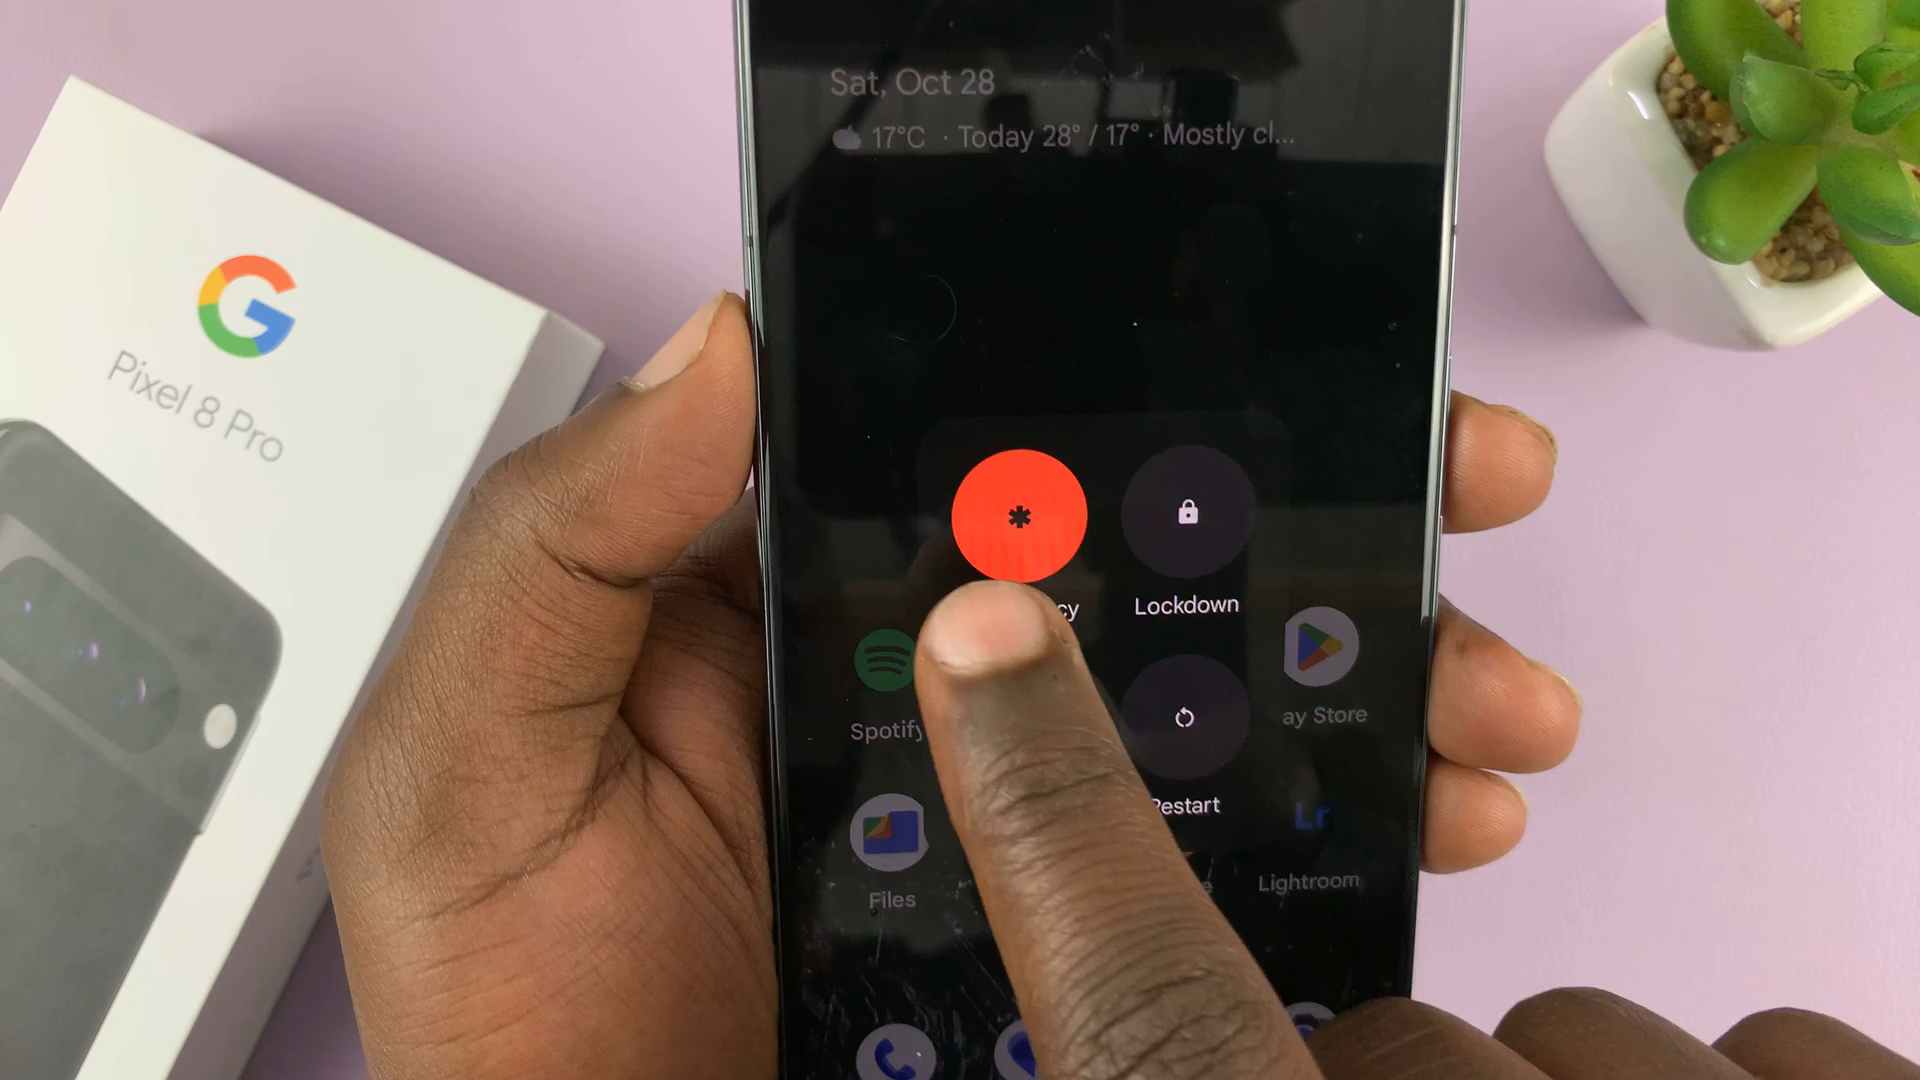 Sat, Oct 28
17°C · Today 28° / 17° · Mostly cl...
G
Pixel 8 Pro
cy
Lockdown
Spotify
ay Store
Restart
Lr
Files
e
Lightroom